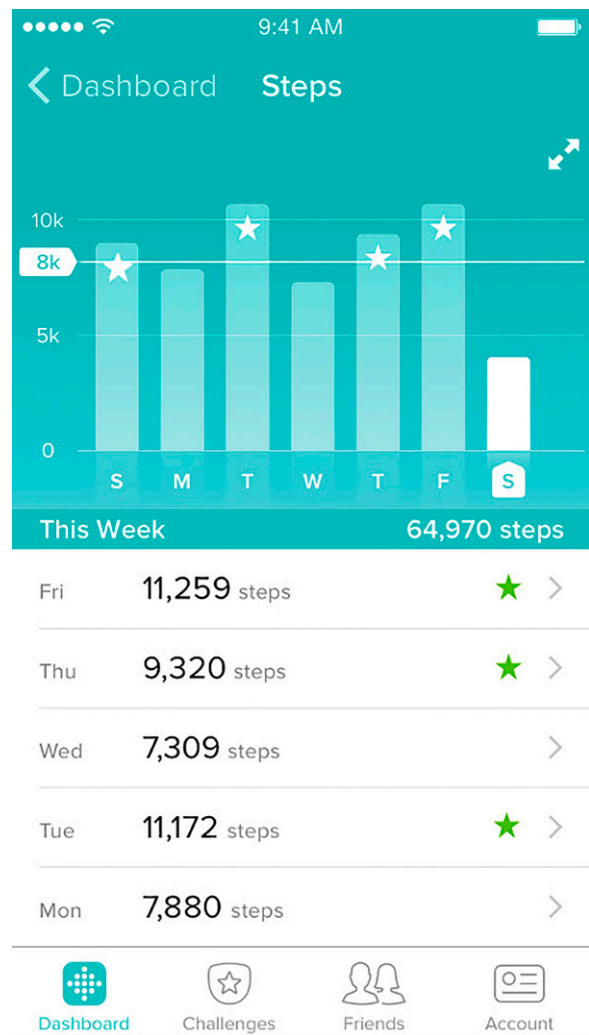 9:41 AM
Dashboard Steps
10k
8k
5k
0
S M T W T F S
This Week 64,970 steps
Fri 11,259 steps
Thu 9,320 steps
Wed 7,309 steps
Tue 11,172 steps
Mon 7,880 steps
Dashboard Challenges Friends Account